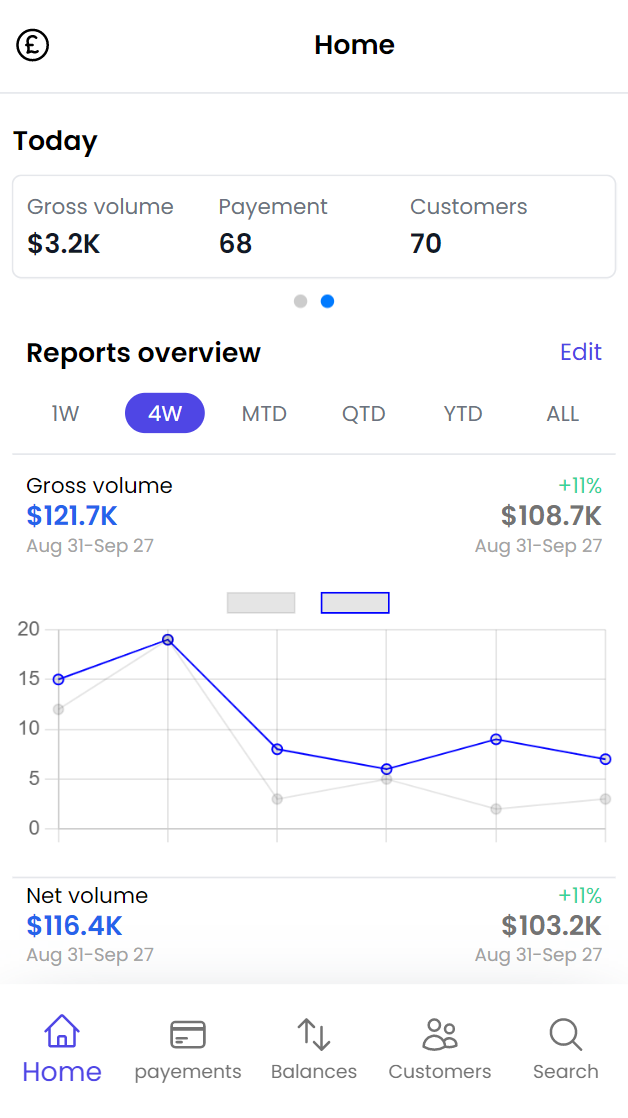 £ Home
Today
Gross volume Payement Customers
$3.2K 68 70
Reports overview Edit
1W 4W MTD QTD YTD ALL
Gross volume +11%
$121.7K $108.7K
Aug 31-Sep 27 Aug 31-Sep 27
20
15
10
5
0
Net volume +11%
$116.4K $103.2K
Aug 31-Sep 27 Aug 31-Sep 27
Home payements Balances Customers Search